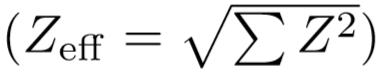 (Z_eff = √∑ Z²)